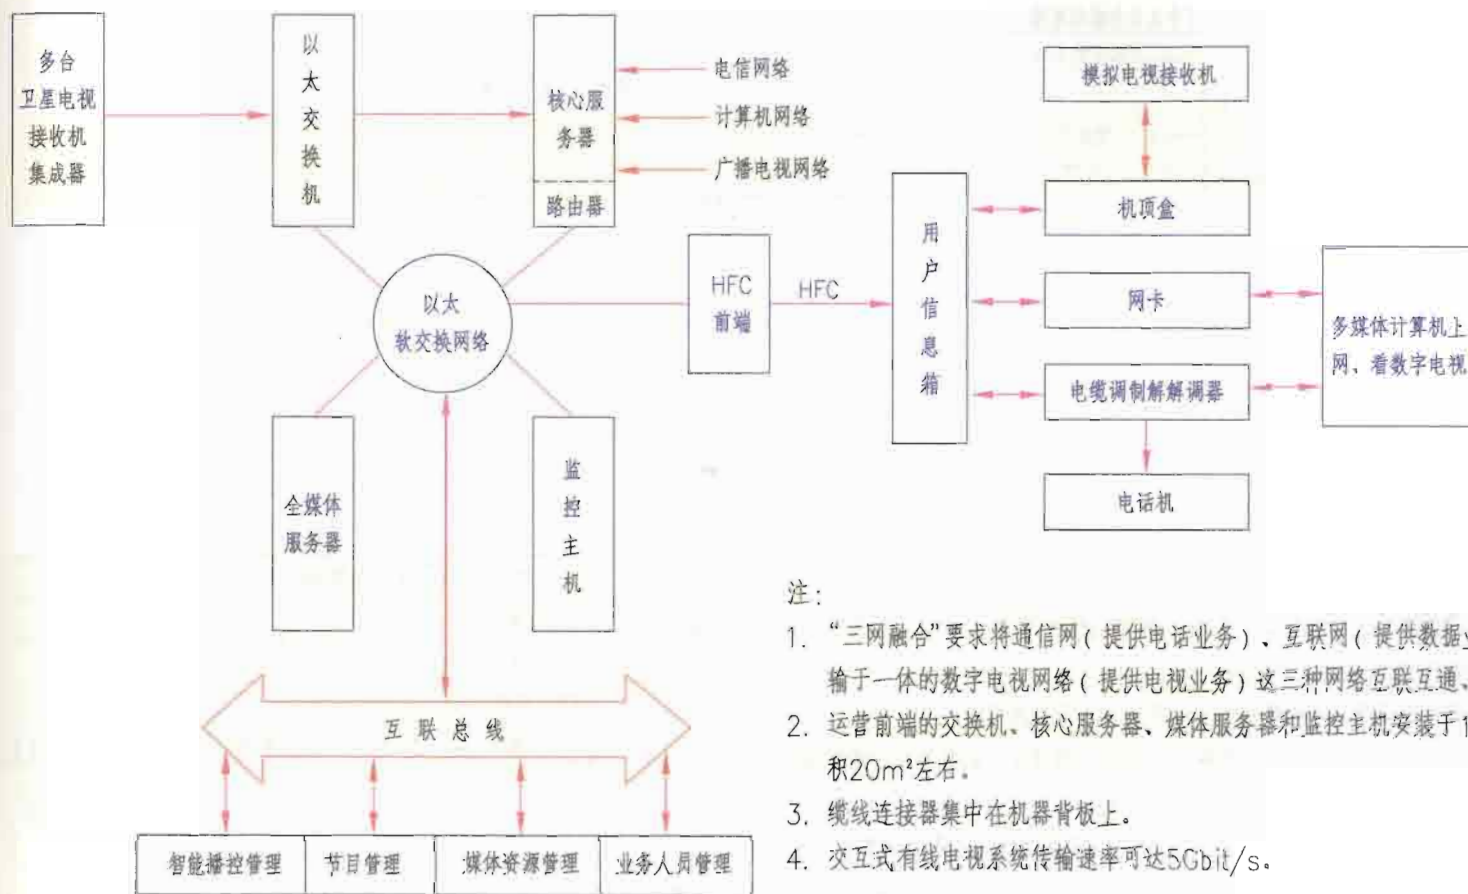 多台
卫星电视
接收机
集成器
以
太
交
换
机
核心服
务器
路由器
电信网络
计算机网络
广播电视网络
模拟电视接收机
机顶盒
用
户
信
息
箱
HFC
前端
HFC
网卡
以太
软交换网络
多媒体计算机上
网、看数字电视
电缆调制解解调器
电话机
全媒体
服务器
监
控
主
机
互联总线
智能播控管理
节目管理
媒体资源管理
业务人员管理
注:
1. “三网融合”要求将通信网(提供电话业务)、互联网(提供数据
输于一体的数字电视网络(提供电视业务)这三种网络互联互通、
2. 运营前端的交换机、核心服务器、媒体服务器和监控主机安装于
积20m²左右。
3. 缆线连接器集中在机器背板上。
4. 交互式有线电视系统传输速率可达5Gbit/s。